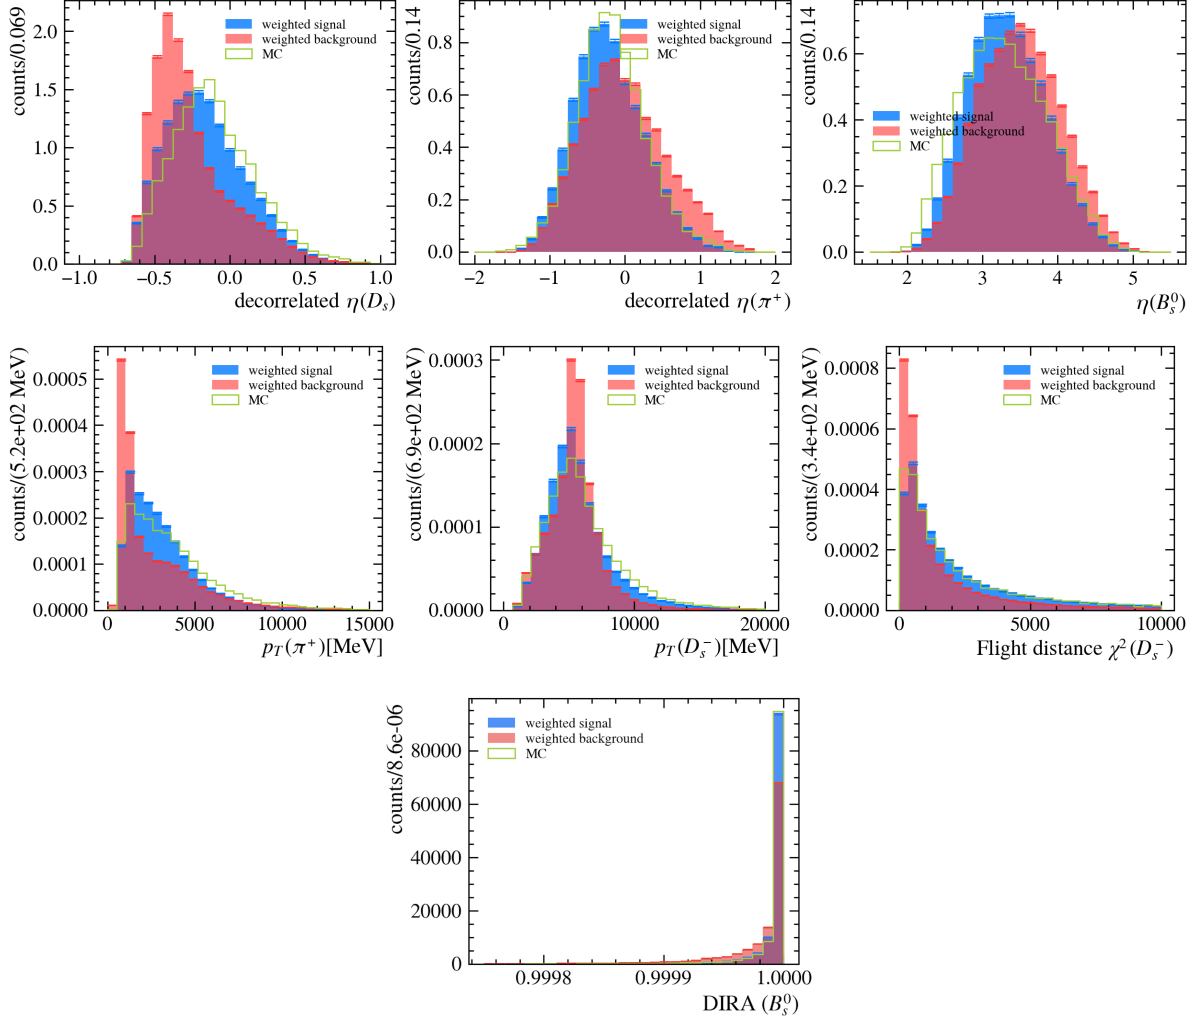 counts/0.069
2.0
1.5
1.0
0.5
0.0
−1.0 −0.5 0.0 0.5 1.0
decorrelated η(D_s)
weighted signal
weighted background
MC
counts/0.14
0.8
0.6
0.4
0.2
0.0
−2 −1 0 1 2
decorrelated η(π⁺)
weighted signal
weighted background
MC
counts/0.14
0.8
0.6
0.4
0.2
0.0
2 3 4 5
η(B_s^0)
weighted signal
weighted background
MC
counts/(5.2e+02 MeV)
0.0005
0.0004
0.0003
0.0002
0.0001
0.0000
0 5000 10000 15000
p_T(π⁺)[MeV]
weighted signal
weighted background
MC
counts/(6.9e+02 MeV)
0.0003
0.0002
0.0001
0.0000
0 10000 20000
p_T(D_s^−)[MeV]
weighted signal
weighted background
MC
counts/(3.4e+02 MeV)
0.0008
0.0006
0.0004
0.0002
0.0000
0 5000 10000
Flight distance χ²(D_s^−)
weighted signal
weighted background
MC
counts/8.6e-06
80000
60000
40000
20000
0
0.9998 0.9999 1.0000
DIRA (B_s^0)
weighted signal
weighted background
MC